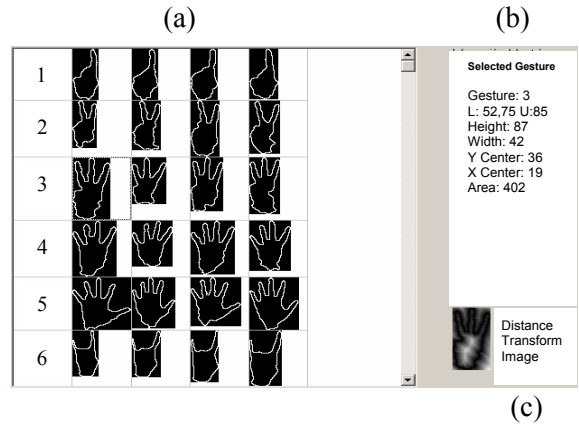 (a)
(b)
1
2
3
4
5
6
Selected Gesture
Gesture: 3
L: 52,75 U:85
Height: 87
Width: 42
Y Center: 36
X Center: 19
Area: 402
Distance
Transform
Image
(c)